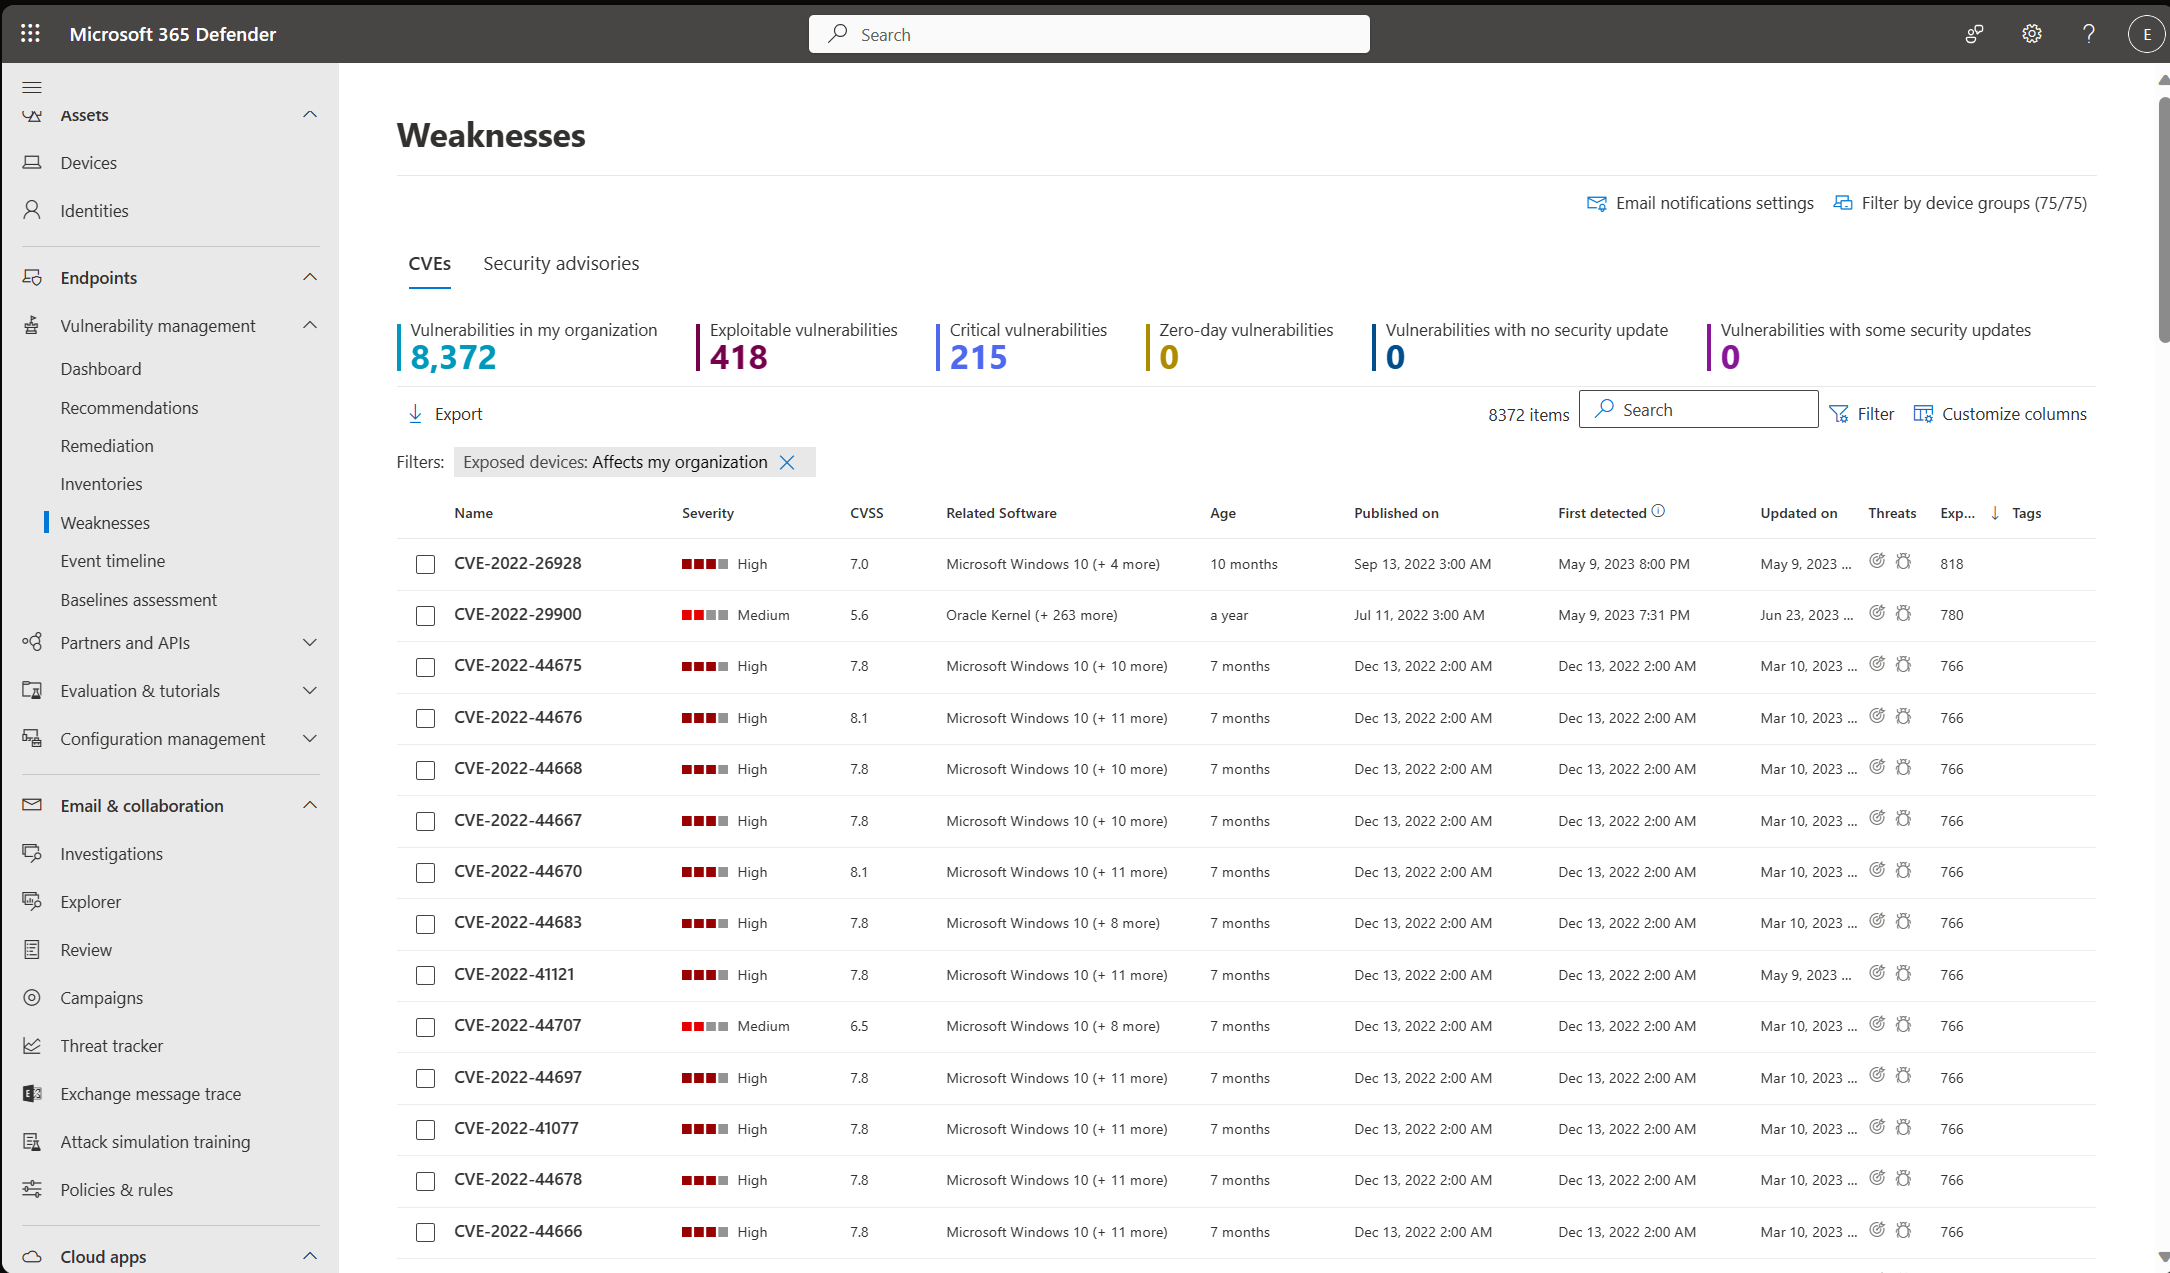 Microsoft 365 Defender
Search
E
Assets
Devices
Identities
Endpoints
Vulnerability management
Dashboard
Recommendations
Remediation
Inventories
Weaknesses
Event timeline
Baselines assessment
Partners and APIs
Evaluation & tutorials
Configuration management
Email & collaboration
Investigations
Explorer
Review
Campaigns
Threat tracker
Exchange message trace
Attack simulation training
Policies & rules
Cloud apps
Weaknesses
Email notifications settings Filter by device groups (75/75)
CVEs Security advisories
Vulnerabilities in my organization Exploitable vulnerabilities Critical vulnerabilities Zero-day vulnerabilities Vulnerabilities with no security update Vulnerabilities with some security updates
8,372 418 215 0 0 0
Export 8372 items Search Filter Customize columns
Filters: Exposed devices: Affects my organization
Name Severity CVSS Related Software Age Published on First detected Updated on Threats Exp... Tags
CVE-2022-26928 High 7.0 Microsoft Windows 10 (+ 4 more) 10 months Sep 13, 2022 3:00 AM May 9, 2023 8:00 PM May 9, 2023 ... 818
CVE-2022-29900 Medium 5.6 Oracle Kernel (+ 263 more) a year Jul 11, 2022 3:00 AM May 9, 2023 7:31 PM Jun 23, 2023 ... 780
CVE-2022-44675 High 7.8 Microsoft Windows 10 (+ 10 more) 7 months Dec 13, 2022 2:00 AM Dec 13, 2022 2:00 AM Mar 10, 2023 ... 766
CVE-2022-44676 High 8.1 Microsoft Windows 10 (+ 11 more) 7 months Dec 13, 2022 2:00 AM Dec 13, 2022 2:00 AM Mar 10, 2023 ... 766
CVE-2022-44668 High 7.8 Microsoft Windows 10 (+ 10 more) 7 months Dec 13, 2022 2:00 AM Dec 13, 2022 2:00 AM Mar 10, 2023 ... 766
CVE-2022-44667 High 7.8 Microsoft Windows 10 (+ 10 more) 7 months Dec 13, 2022 2:00 AM Dec 13, 2022 2:00 AM Mar 10, 2023 ... 766
CVE-2022-44670 High 8.1 Microsoft Windows 10 (+ 11 more) 7 months Dec 13, 2022 2:00 AM Dec 13, 2022 2:00 AM Mar 10, 2023 ... 766
CVE-2022-44683 High 7.8 Microsoft Windows 10 (+ 8 more) 7 months Dec 13, 2022 2:00 AM Dec 13, 2022 2:00 AM Mar 10, 2023 ... 766
CVE-2022-41121 High 7.8 Microsoft Windows 10 (+ 11 more) 7 months Dec 13, 2022 2:00 AM Dec 13, 2022 2:00 AM May 9, 2023 ... 766
CVE-2022-44707 Medium 6.5 Microsoft Windows 10 (+ 8 more) 7 months Dec 13, 2022 2:00 AM Dec 13, 2022 2:00 AM Mar 10, 2023 ... 766
CVE-2022-44697 High 7.8 Microsoft Windows 10 (+ 11 more) 7 months Dec 13, 2022 2:00 AM Dec 13, 2022 2:00 AM Mar 10, 2023 ... 766
CVE-2022-41077 High 7.8 Microsoft Windows 10 (+ 11 more) 7 months Dec 13, 2022 2:00 AM Dec 13, 2022 2:00 AM Mar 10, 2023 ... 766
CVE-2022-44678 High 7.8 Microsoft Windows 10 (+ 11 more) 7 months Dec 13, 2022 2:00 AM Dec 13, 2022 2:00 AM Mar 10, 2023 ... 766
CVE-2022-44666 High 7.8 Microsoft Windows 10 (+ 11 more) 7 months Dec 13, 2022 2:00 AM Dec 13, 2022 2:00 AM Mar 10, 2023 ... 766